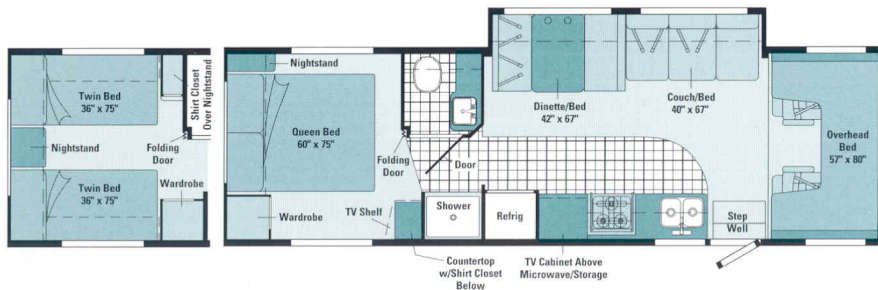 Twin Bed
36" x 75"
Shirt Closet
Over Nightstand
Nightstand
Folding
Door
Twin Bed
36" x 75"
Wardrobe
Nightstand
Queen Bed
60" x 75"
Folding
Door
Door
Wardrobe
TV Shelf
Shower
Refrig
Countertop
w/Shirt Closet
Below
TV Cabinet Above
Microwave/Storage
Dinette/Bed
42" x 67"
Couch/Bed
40" x 67"
Overhead
Bed
57" x 80"
Step
Well